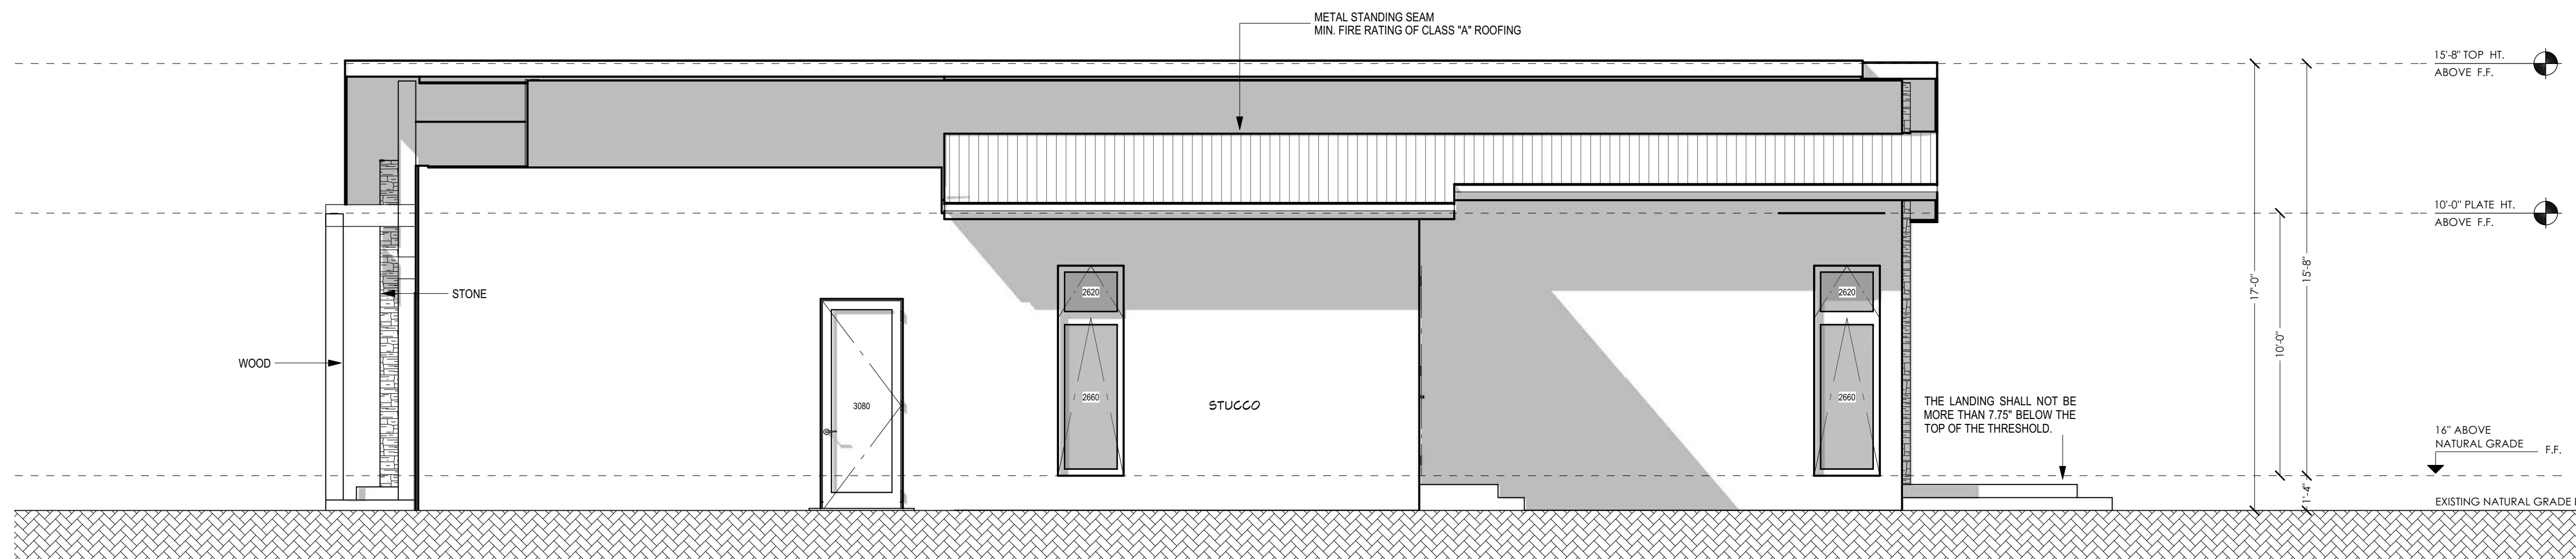 METAL STANDING SEAM
MIN. FIRE RATING OF CLASS "A" ROOFING
15'-8" TOP HT.
ABOVE F.F.
10'-0" PLATE HT.
ABOVE F.F.
17'-0"
15'-8"
10'-0"
STONE
WOOD
2620
2660
3080
STUCCO
2620
2660
THE LANDING SHALL NOT BE
MORE THAN 7.75" BELOW THE
TOP OF THE THRESHOLD.
16" ABOVE
NATURAL GRADE
F.F.
1'-4"
EXISTING NATURAL GRADE